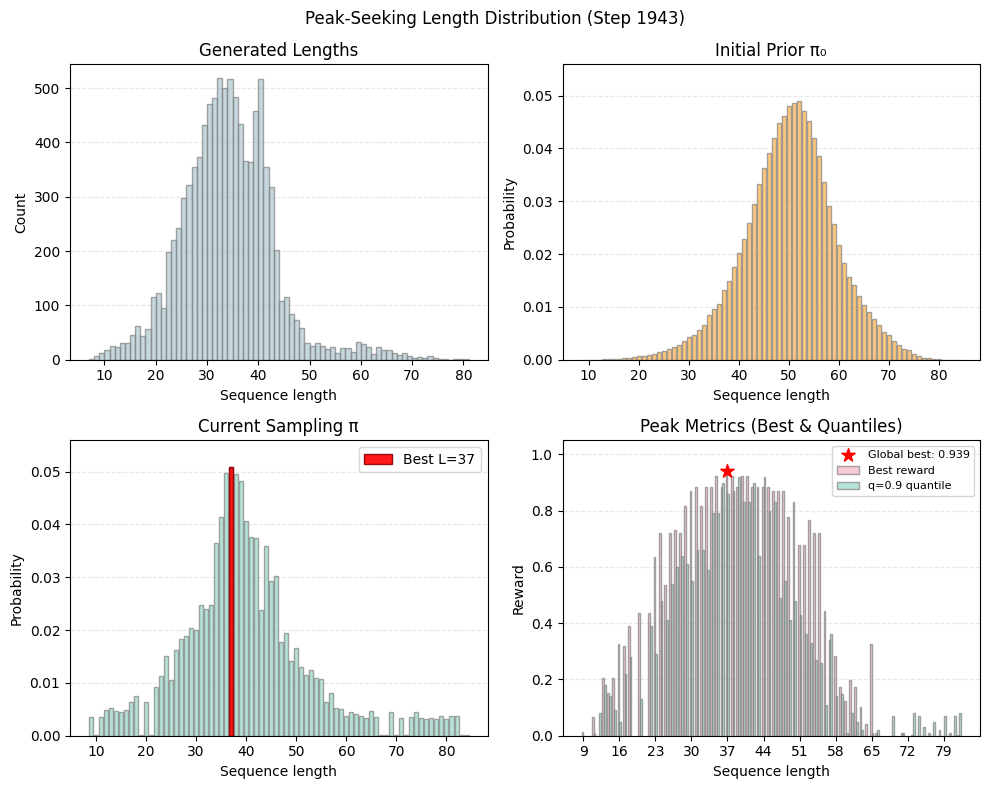 Peak-Seeking Length Distribution (Step 1943)
Generated Lengths
Count
500
400
300
200
100
0
10 20 30 40 50 60 70 80
Sequence length
Initial Prior π₀
Probability
0.05
0.04
0.03
0.02
0.01
0.00
10 20 30 40 50 60 70 80
Sequence length
Current Sampling π
Best L=37
Probability
0.05
0.04
0.03
0.02
0.01
0.00
10 20 30 40 50 60 70 80
Sequence length
Peak Metrics (Best & Quantiles)
Global best: 0.939
Best reward
q=0.9 quantile
Reward
1.0
0.8
0.6
0.4
0.2
0.0
9 16 23 30 37 44 51 58 65 72 79
Sequence length